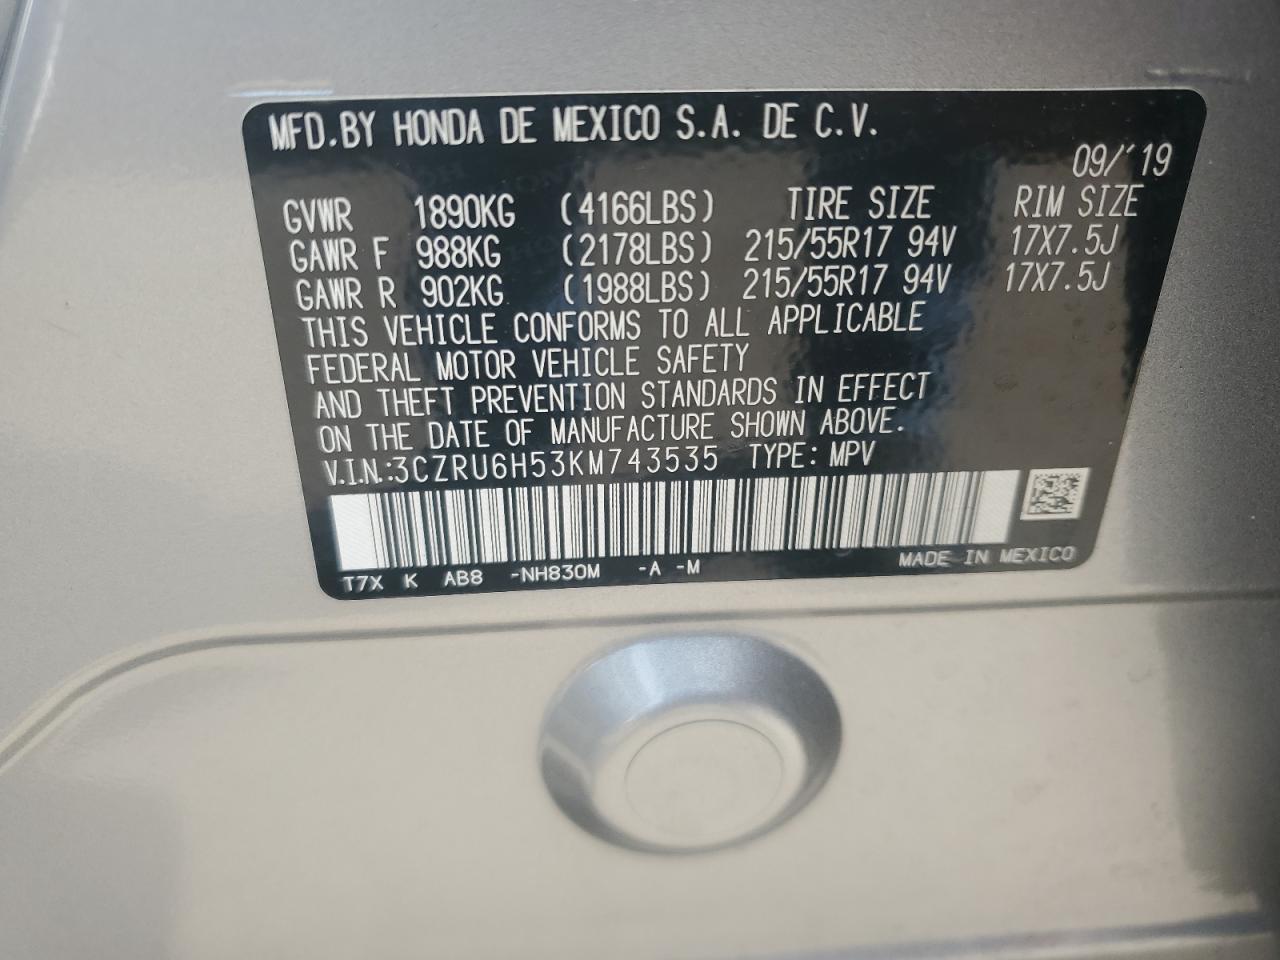 MFD.BY HONDA DE MEXICO S.A. DE C.V.
09/´19
GVWR 1890KG (4166LBS) TIRE SIZE RIM SIZE
GAWR F 988KG (2178LBS) 215/55R17 94V 17X7.5J
GAWR R 902KG (1988LBS) 215/55R17 94V 17X7.5J
THIS VEHICLE CONFORMS TO ALL APPLICABLE
FEDERAL MOTOR VEHICLE SAFETY
AND THEFT PREVENTION STANDARDS IN EFFECT
ON THE DATE OF MANUFACTURE SHOWN ABOVE.
V.I.N.:3CZRU6H53KM743535 TYPE: MPV
T7X K AB8 -NH830M -A -M MADE IN MEXICO